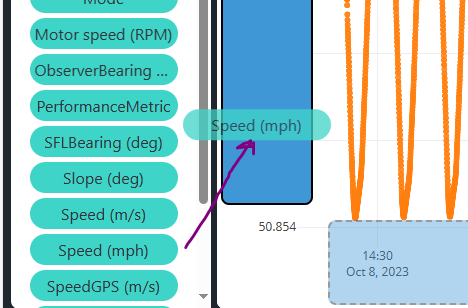 Mode
Motor speed (RPM)
ObserverBearing ...
PerformanceMetric
SFLBearing (deg)
Slope (deg)
Speed (m/s)
Speed (mph)
SpeedGPS (m/s)
Speed (mph)
50.854
14:30
Oct 8, 2023